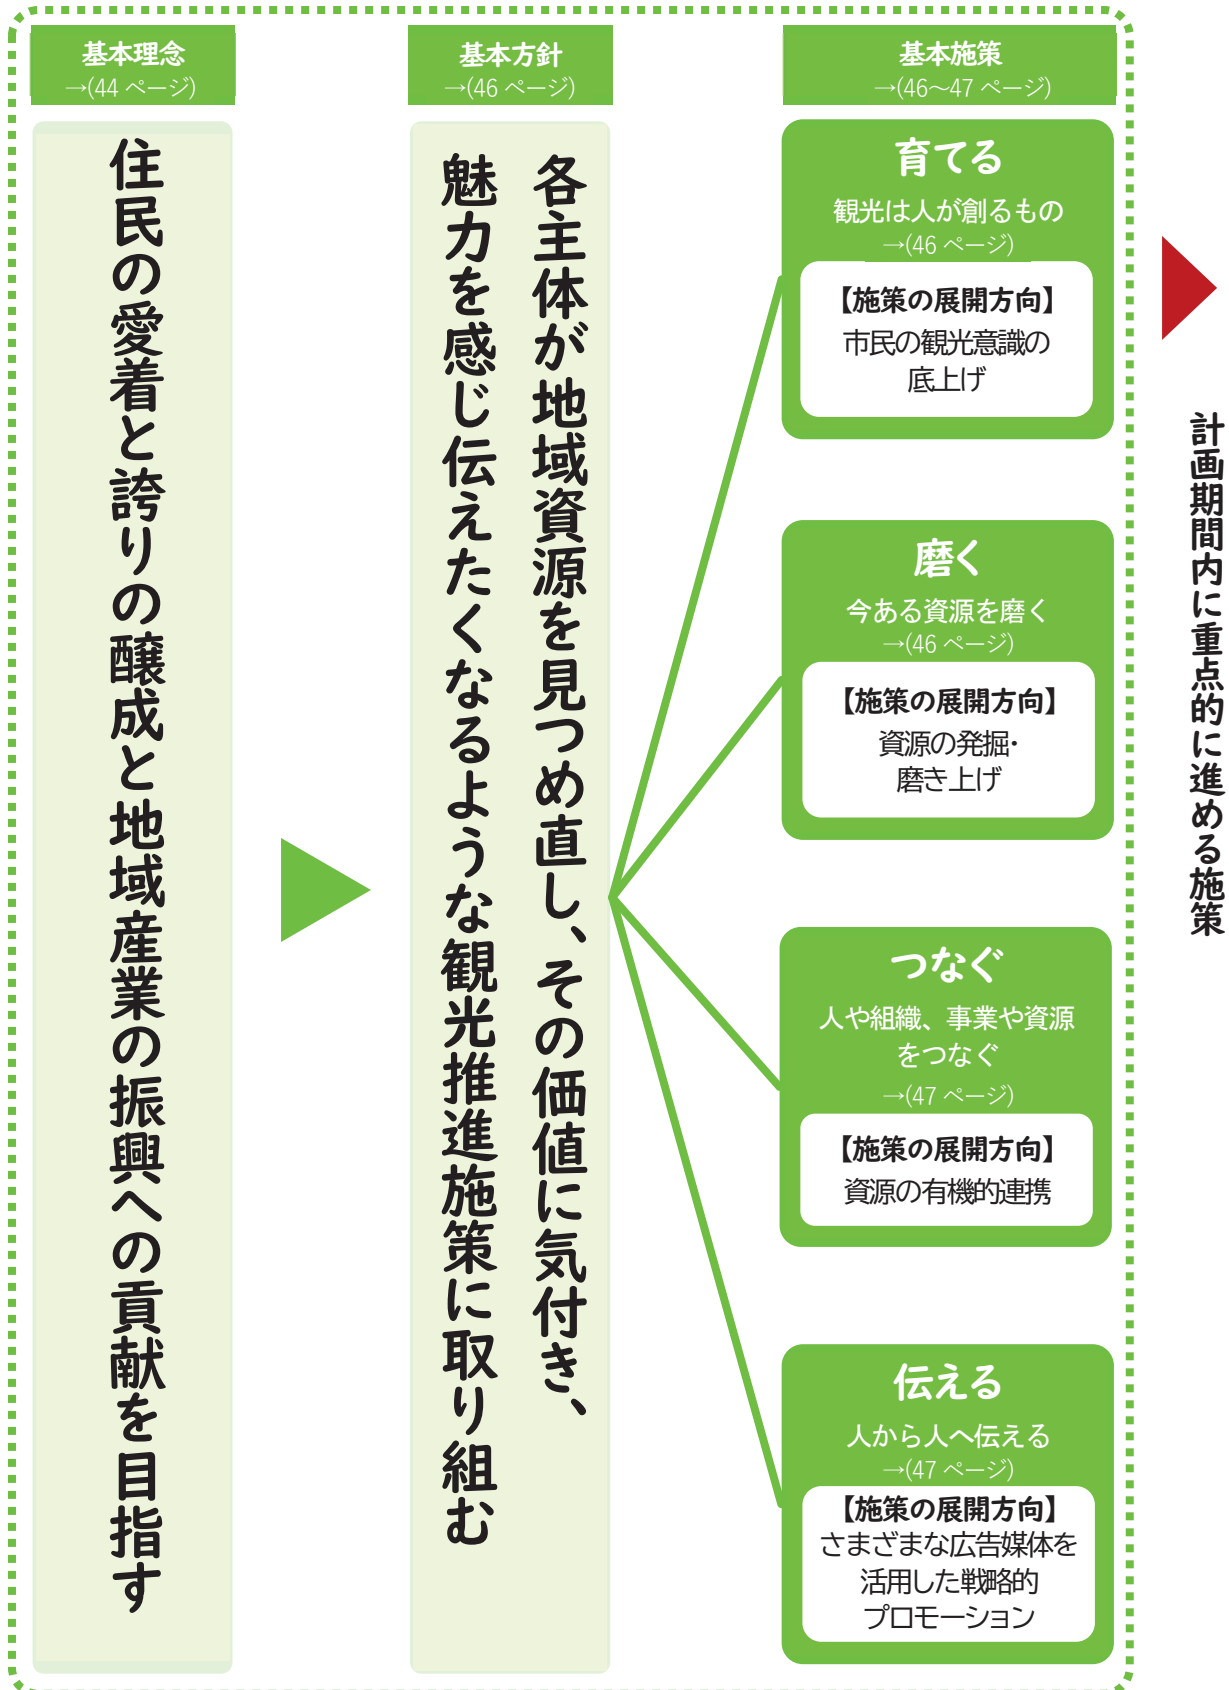 基本理念
→(44 ページ)
住民の愛着と誇りの醸成と地域産業の振興への貢献を目指す
基本方針
→(46 ページ)
各主体が地域資源を見つめ直し、その価値に気付き、
魅力を感じ伝えたくなるような観光推進施策に取り組む
基本施策
→(46～47 ページ)
育てる
観光は人が創るもの
→(46 ページ)
【施策の展開方向】
市民の観光意識の
底上げ
磨く
今ある資源を磨く
→(46 ページ)
【施策の展開方向】
資源の発掘・
磨き上げ
つなぐ
人や組織、事業や資源
をつなぐ
→(47 ページ)
【施策の展開方向】
資源の有機的連携
伝える
人から人へ伝える
→(47 ページ)
【施策の展開方向】
さまざまな広告媒体を
活用した戦略的
プロモーション
計画期間内に重点的に進める施策